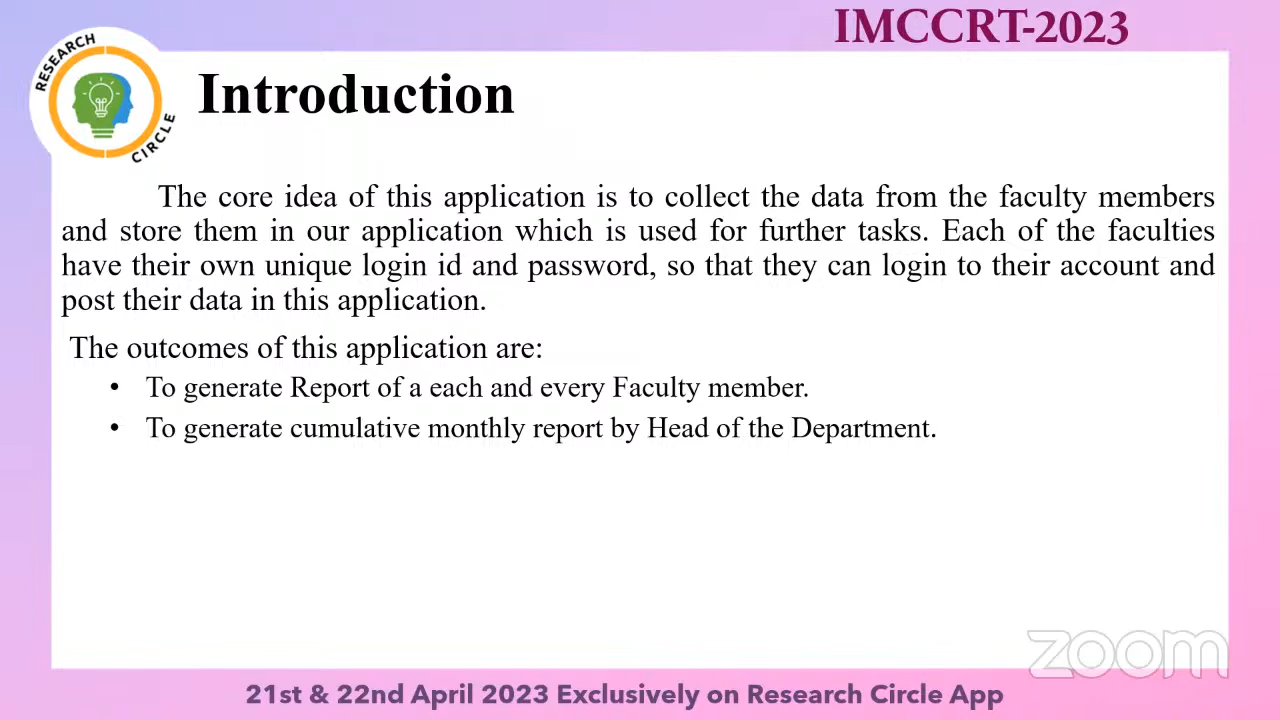 IMCCRT-2023
RESEARCH
CIRCLE
Introduction
The core idea of this application is to collect the data from the faculty members
and store them in our application which is used for further tasks. Each of the faculties
have their own unique login id and password, so that they can login to their account and
post their data in this application.
The outcomes of this application are:
• To generate Report of a each and every Faculty member.
• To generate cumulative monthly report by Head of the Department.
zoom
21st & 22nd April 2023 Exclusively on Research Circle App